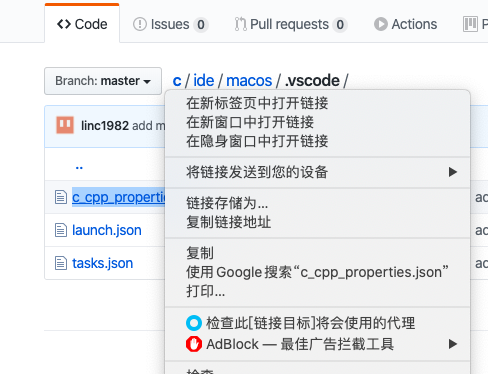 Code Issues 0 Pull requests 0 Actions P
Branch: master c / ide / macos / .vscode /
linc1982 add m
..
c_cpp_properti
launch.json
tasks.json
在新标签页中打开链接
在新窗口中打开链接
在隐身窗口中打开链接
将链接发送到您的设备
链接存储为...
复制链接地址
复制
使用 Google 搜索“c_cpp_properties.json”
打印...
检查此[链接目标]将会使用的代理
AdBlock — 最佳广告拦截工具
检查
ac
ac
ac